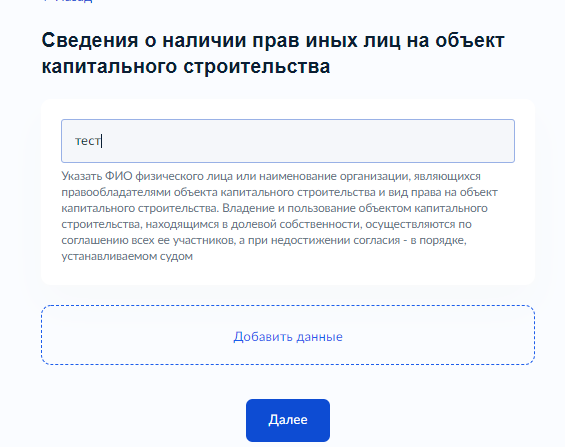 Назад
Сведения о наличии прав иных лиц на объект
капитального строительства
тест
Указать ФИО физического лица или наименование организации, являющихся
правообладателями объекта капитального строительства и вид права на объект
капитального строительства. Владение и пользование объектом капитального
строительства, находящимся в долевой собственности, осуществляются по
соглашению всех ее участников, а при недостижении согласия - в порядке,
устанавливаемом судом
Добавить данные
Далее